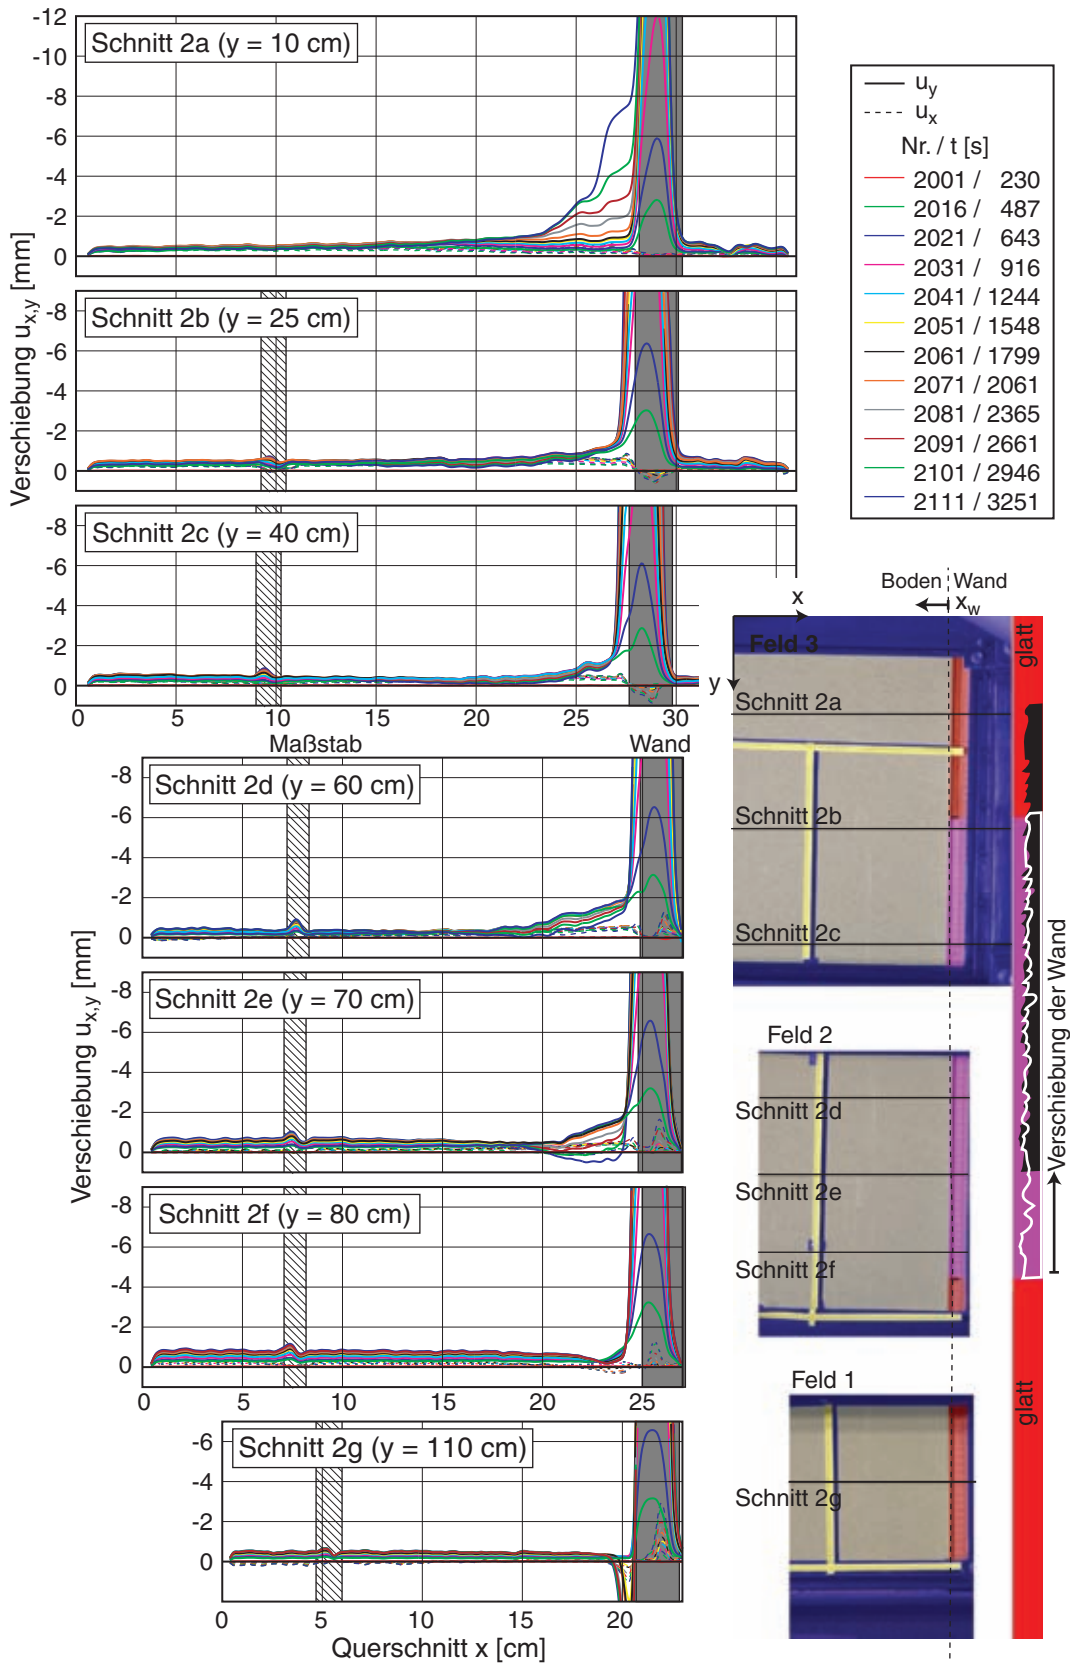 -12
Schnitt 2a (y = 10 cm)
-10
-8
-6
-4
-2
0
Schnitt 2b (y = 25 cm)
-8
-6
-4
-2
0
Schnitt 2c (y = 40 cm)
-8
-6
-4
-2
0
0 5 10 15 20 25 30
Maßstab Wand
Verschiebung u x,y [mm]
u y
u x
Nr. / t [s]
2001 / 230
2016 / 487
2021 / 643
2031 / 916
2041 / 1244
2051 / 1548
2061 / 1799
2071 / 2061
2081 / 2365
2091 / 2661
2101 / 2946
2111 / 3251
Schnitt 2d (y = 60 cm)
-8
-6
-4
-2
0
Schnitt 2e (y = 70 cm)
-8
-6
-4
-2
0
Schnitt 2f (y = 80 cm)
-8
-6
-4
-2
0
0 5 10 15 20 25
Verschiebung u x,y [mm]
Schnitt 2g (y = 110 cm)
-6
-4
-2
0
0 5 10 15 20
Querschnitt x [cm]
Boden Wand
x x w
y
Feld 3
glatt
Schnitt 2a
Schnitt 2b
Schnitt 2c
Feld 2
Schnitt 2d
Schnitt 2e
Schnitt 2f
Verschiebung der Wand
Feld 1
glatt
Schnitt 2g